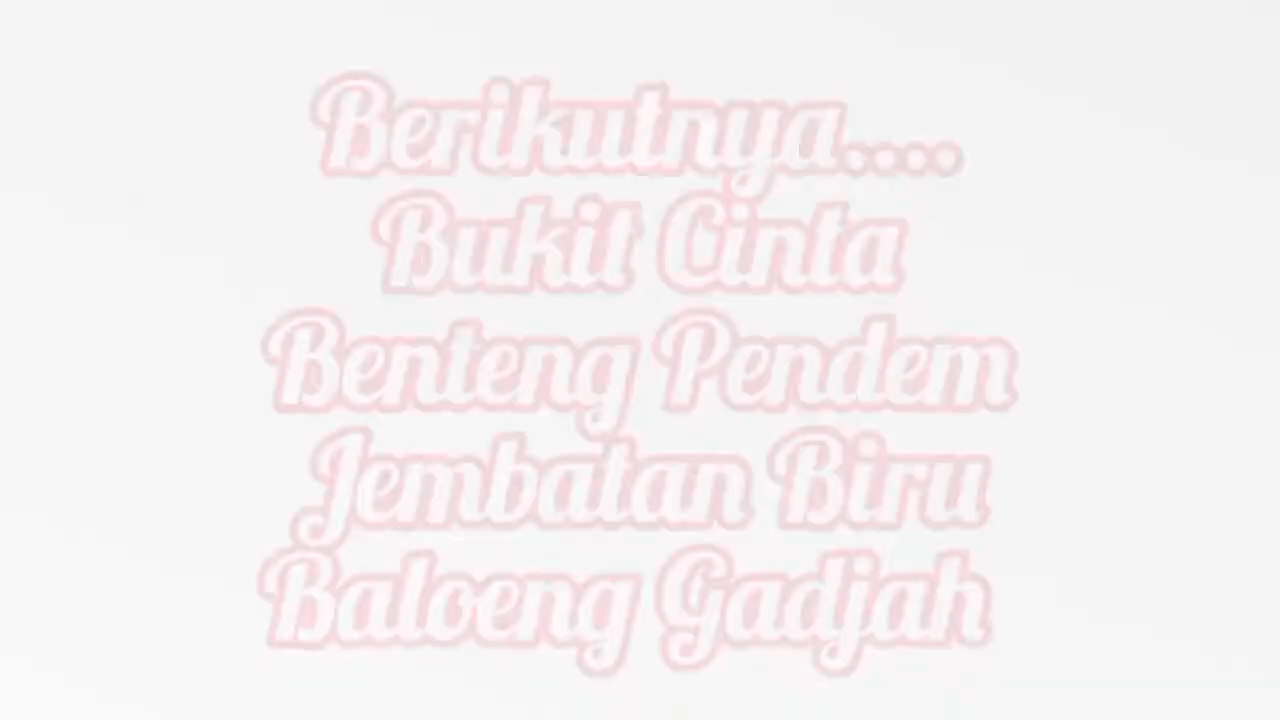 Berikutnya....
Bukit Cinta
Benteng Pendem
Jembatan Biru
Baloeng Gadjah